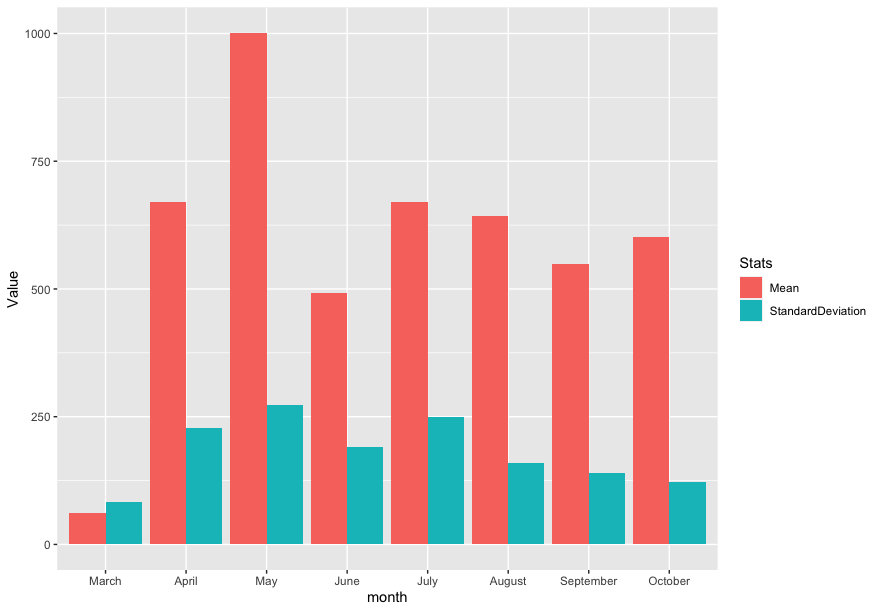 1000
750
500
250
0
Value
March April May June July August September October
month
Stats
Mean
StandardDeviation